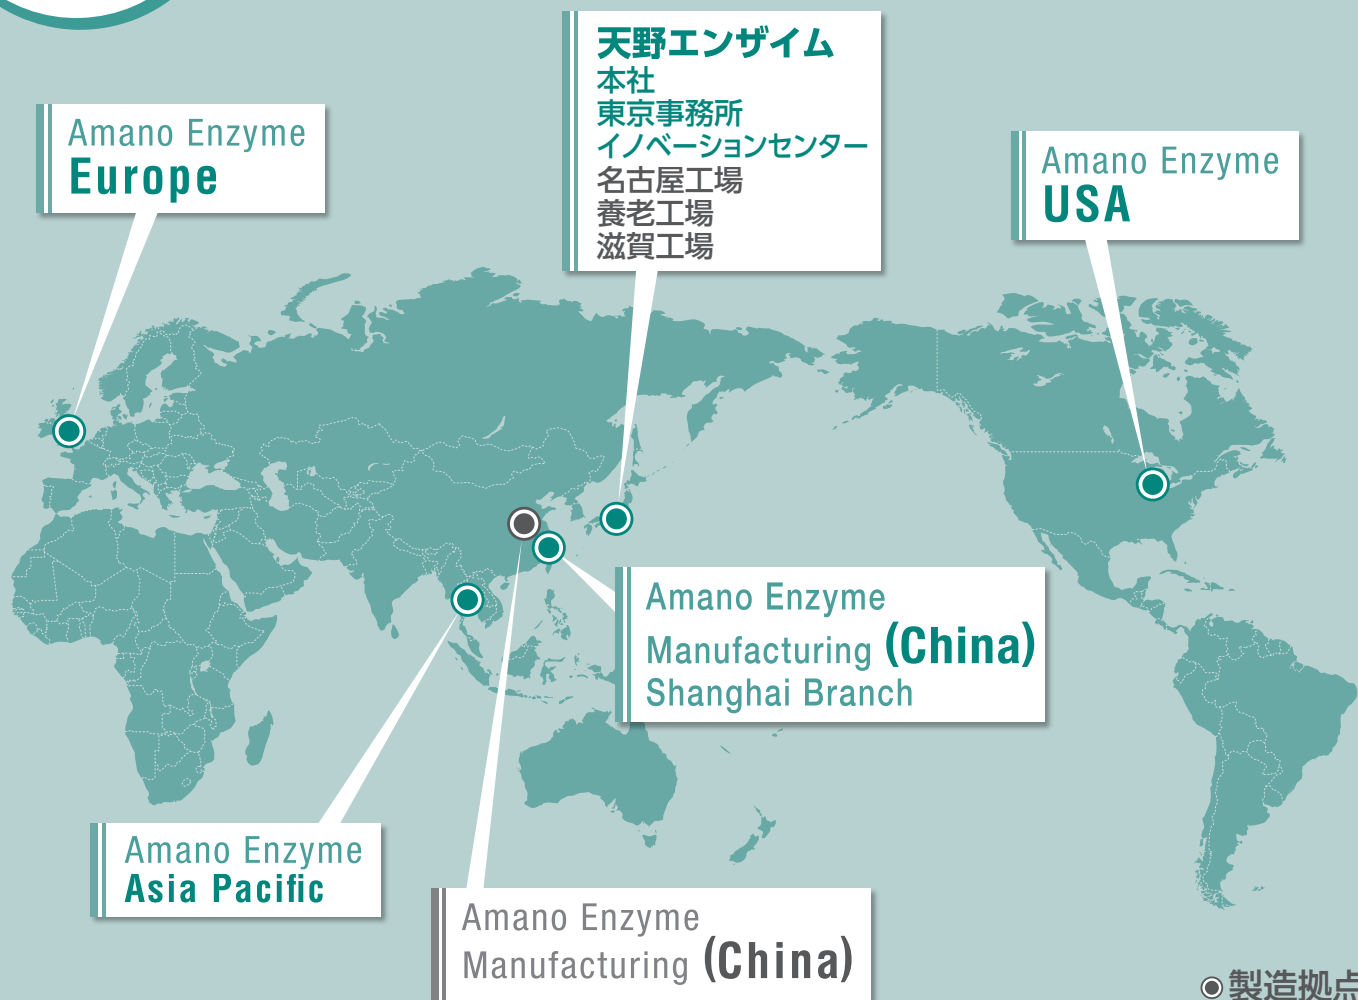 天野エンザイム
本社
東京事務所
イノベーションセンター
名古屋工場
養老工場
滋賀工場
Amano Enzyme
Europe
Amano Enzyme
USA
Amano Enzyme
Manufacturing (China)
Shanghai Branch
Amano Enzyme
Asia Pacific
Amano Enzyme
Manufacturing (China)
製造拠点